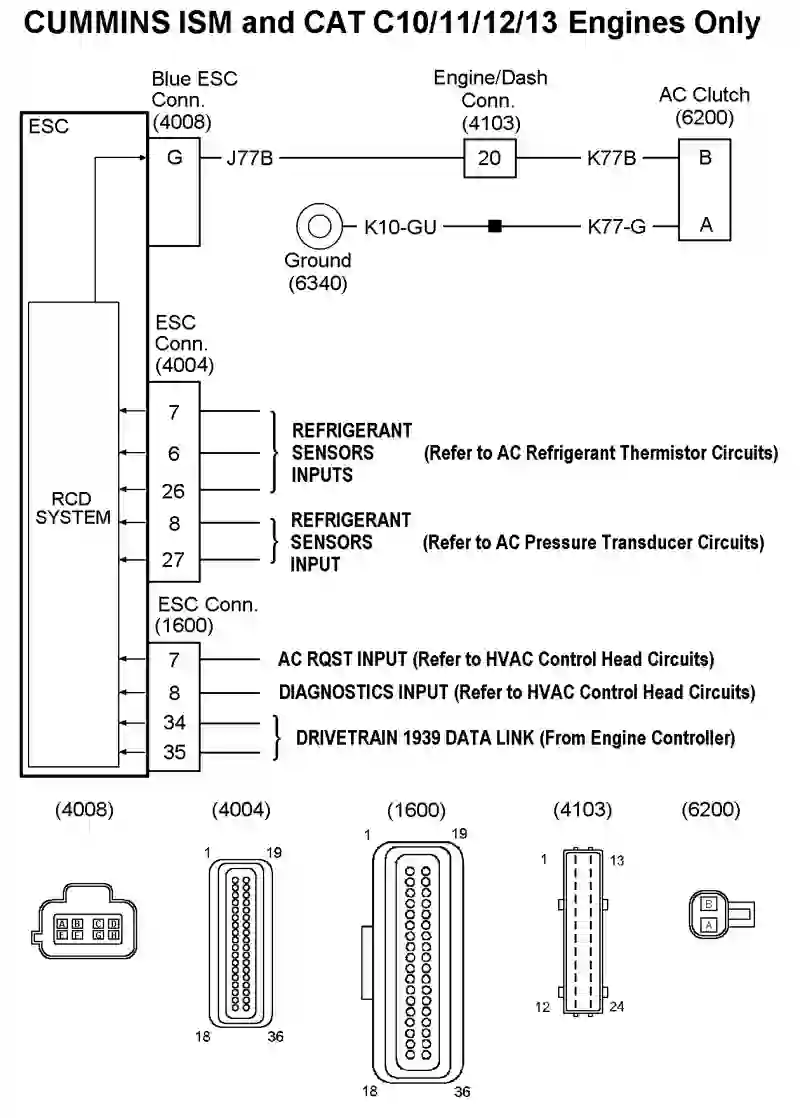 CUMMINS ISM and CAT C10/11/12/13 Engines Only
Blue ESC
Conn.
(4008)
Engine/Dash
Conn.
(4103)
AC Clutch
(6200)
ESC
G
J77B
20
K77B
B
K10-GU
K77-G
A
Ground
(6340)
ESC
Conn.
(4004)
7
6
26
8
27
REFRIGERANT
SENSORS
INPUTS
(Refer to AC Refrigerant Thermistor Circuits)
REFRIGERANT
SENSORS
INPUT
(Refer to AC Pressure Transducer Circuits)
RCD
SYSTEM
ESC Conn.
(1600)
7
AC RQST INPUT (Refer to HVAC Control Head Circuits)
8
DIAGNOSTICS INPUT (Refer to HVAC Control Head Circuits)
34
35
DRIVETRAIN 1939 DATA LINK (From Engine Controller)
(4008)
(4004)
(1600)
(4103)
(6200)
A B C D
E F G H
1 19
18 36
1 19
18 36
1 13
12 24
B
A